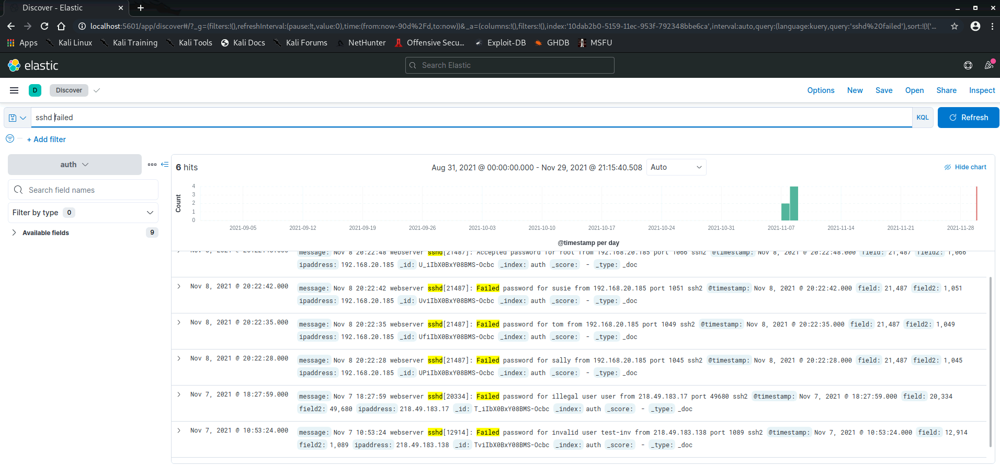 Discover - Elastic
localhost:5601/app/discover#/?_g=(filters:!(),refreshInterval:(pause:!t,value:0),time:(from:now-90d%2Fd,to:now))&_a=(columns:!(),filters:!(),index:'10dab2b0-5159-11ec-953f-792348bbe6ca',interval:auto,query:(language:kuery,query:'sshd%20failed'),sort:!(!('...
Apps Kali Linux Kali Training Kali Tools Kali Docs Kali Forums NetHunter Offensive Secu... Exploit-DB GHDB MSFU
elastic Search Elastic
D Discover Options New Save Open Share Inspect
sshd failed KQL Refresh
+ Add filter
auth
Search field names
Filter by type 0
Available fields 9
6 hits Aug 31, 2021 @ 00:00:00.000 - Nov 29, 2021 @ 21:15:40.508 Auto Hide chart
Count
4
3
2
1
0
2021-09-05 2021-09-12 2021-09-19 2021-09-26 2021-10-03 2021-10-10 2021-10-17 2021-10-24 2021-10-31 2021-11-07 2021-11-14 2021-11-21 2021-11-28
@timestamp per day
message: Nov 8 20:22:48 webserver sshd[21487]: Accepted password for root from 192.168.20.185 port 1066 ssh2 @timestamp: Nov 8, 2021 @ 20:22:48.000 field: 21,487 field2: 1,066
ipaddress: 192.168.20.185 _id: U_iIbX0BxY08BMS-Ocbc _index: auth _score: - _type: _doc
Nov 8, 2021 @ 20:22:42.000 message: Nov 8 20:22:42 webserver sshd[21487]: Failed password for susie from 192.168.20.185 port 1051 ssh2 @timestamp: Nov 8, 2021 @ 20:22:42.000 field: 21,487 field2: 1,051
ipaddress: 192.168.20.185 _id: UviIbX0BxY08BMS-Ocbc _index: auth _score: - _type: _doc
Nov 8, 2021 @ 20:22:35.000 message: Nov 8 20:22:35 webserver sshd[21487]: Failed password for tom from 192.168.20.185 port 1049 ssh2 @timestamp: Nov 8, 2021 @ 20:22:35.000 field: 21,487 field2: 1,049
ipaddress: 192.168.20.185 _id: UfiIbX0BxY08BMS-Ocbc _index: auth _score: - _type: _doc
Nov 8, 2021 @ 20:22:28.000 message: Nov 8 20:22:28 webserver sshd[21487]: Failed password for sally from 192.168.20.185 port 1045 ssh2 @timestamp: Nov 8, 2021 @ 20:22:28.000 field: 21,487 field2: 1,045
ipaddress: 192.168.20.185 _id: UPiIbX0BxY08BMS-Ocbc _index: auth _score: - _type: _doc
Nov 7, 2021 @ 18:27:59.000 message: Nov 7 18:27:59 webserver sshd[20334]: Failed password for illegal user user from 218.49.183.17 port 49680 ssh2 @timestamp: Nov 7, 2021 @ 18:27:59.000 field: 20,334
field2: 49,680 ipaddress: 218.49.183.17 _id: T_iIbX0BxY08BMS-Ocbc _index: auth _score: - _type: _doc
Nov 7, 2021 @ 10:53:24.000 message: Nov 7 10:53:24 webserver sshd[12914]: Failed password for invalid user test-inv from 218.49.183.138 port 1089 ssh2 @timestamp: Nov 7, 2021 @ 10:53:24.000 field: 12,914
field2: 1,089 ipaddress: 218.49.183.138 _id: TviIbX0BxY08BMS-Ocbc _index: auth _score: - _type: _doc